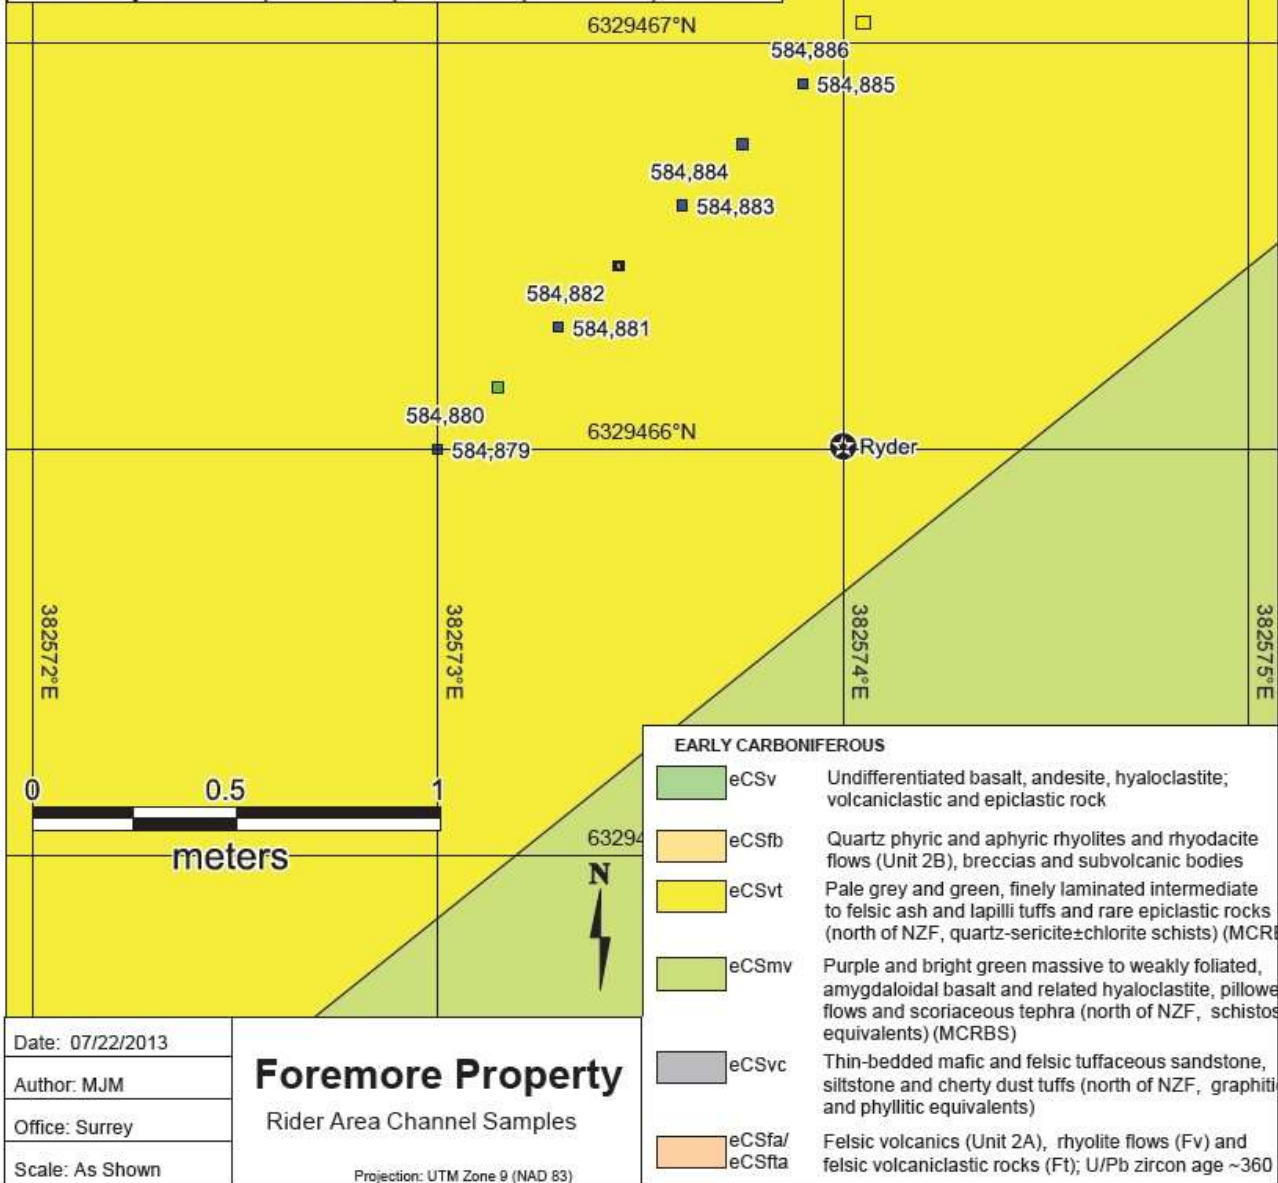 6329467°N
584,886
584,885
584,884
584,883
584,882
584,881
584,880
584,879
6329466°N
Ryder
382572°E
382573°E
382574°E
382575°E
0 0.5 1
meters
63294
N
EARLY CARBONIFEROUS
eCSv Undifferentiated basalt, andesite, hyaloclastite;
volcaniclastic and epiclastic rock
eCSfb Quartz phyric and aphyric rhyolites and rhyodacite
flows (Unit 2B), breccias and subvolcanic bodies
eCSvt Pale grey and green, finely laminated intermediate
to felsic ash and lapilli tuffs and rare epiclastic rocks
(north of NZF, quartz-sericite±chlorite schists) (MCRB
eCSmv Purple and bright green massive to weakly foliated,
amygdaloidal basalt and related hyaloclastite, pillowe
flows and scoriaceous tephra (north of NZF, schistos
equivalents) (MCRBS)
eCSvc Thin-bedded mafic and felsic tuffaceous sandstone,
siltstone and cherty dust tuffs (north of NZF, graphitic
and phyllitic equivalents)
eCSfa/ Felsic volcanics (Unit 2A), rhyolite flows (Fv) and
eCSfta felsic volcaniclastic rocks (Ft); U/Pb zircon age ~360
Date: 07/22/2013
Author: MJM
Office: Surrey
Scale: As Shown
Foremore Property
Rider Area Channel Samples
Projection: UTM Zone 9 (NAD 83)